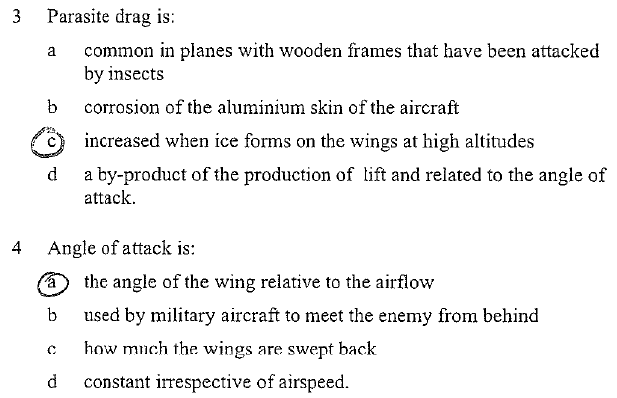 3 Parasite drag is:
a common in planes with wooden frames that have been attacked
by insects
b corrosion of the aluminium skin of the aircraft
c increased when ice forms on the wings at high altitudes
d a by-product of the production of lift and related to the angle of
attack.
4 Angle of attack is:
a the angle of the wing relative to the airflow
b used by military aircraft to meet the enemy from behind
c how much the wings are swept back
d constant irrespective of airspeed.